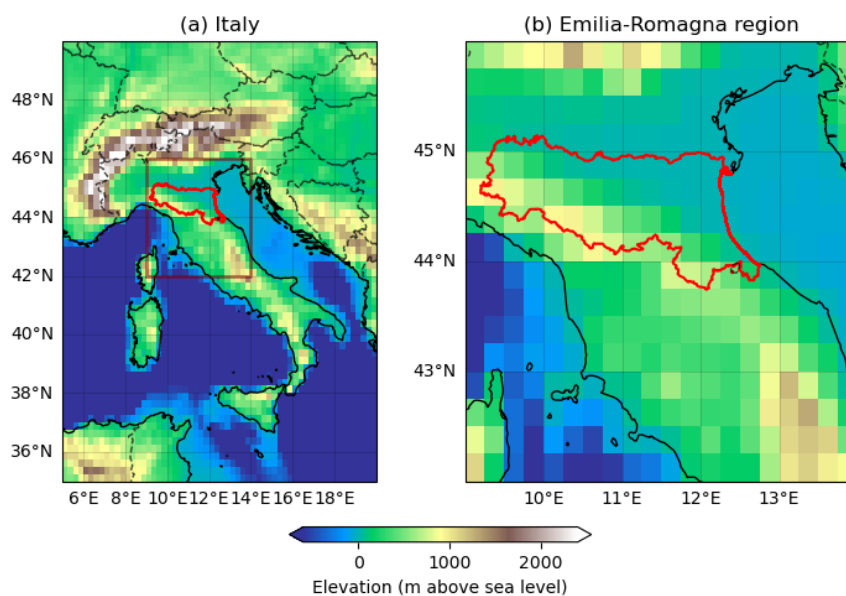 (a) Italy
(b) Emilia-Romagna region
48°N
46°N
44°N
42°N
40°N
38°N
36°N
6°E 8°E 10°E 12°E 14°E 16°E 18°E
45°N
44°N
43°N
10°E 11°E 12°E 13°E
0 1000 2000
Elevation (m above sea level)